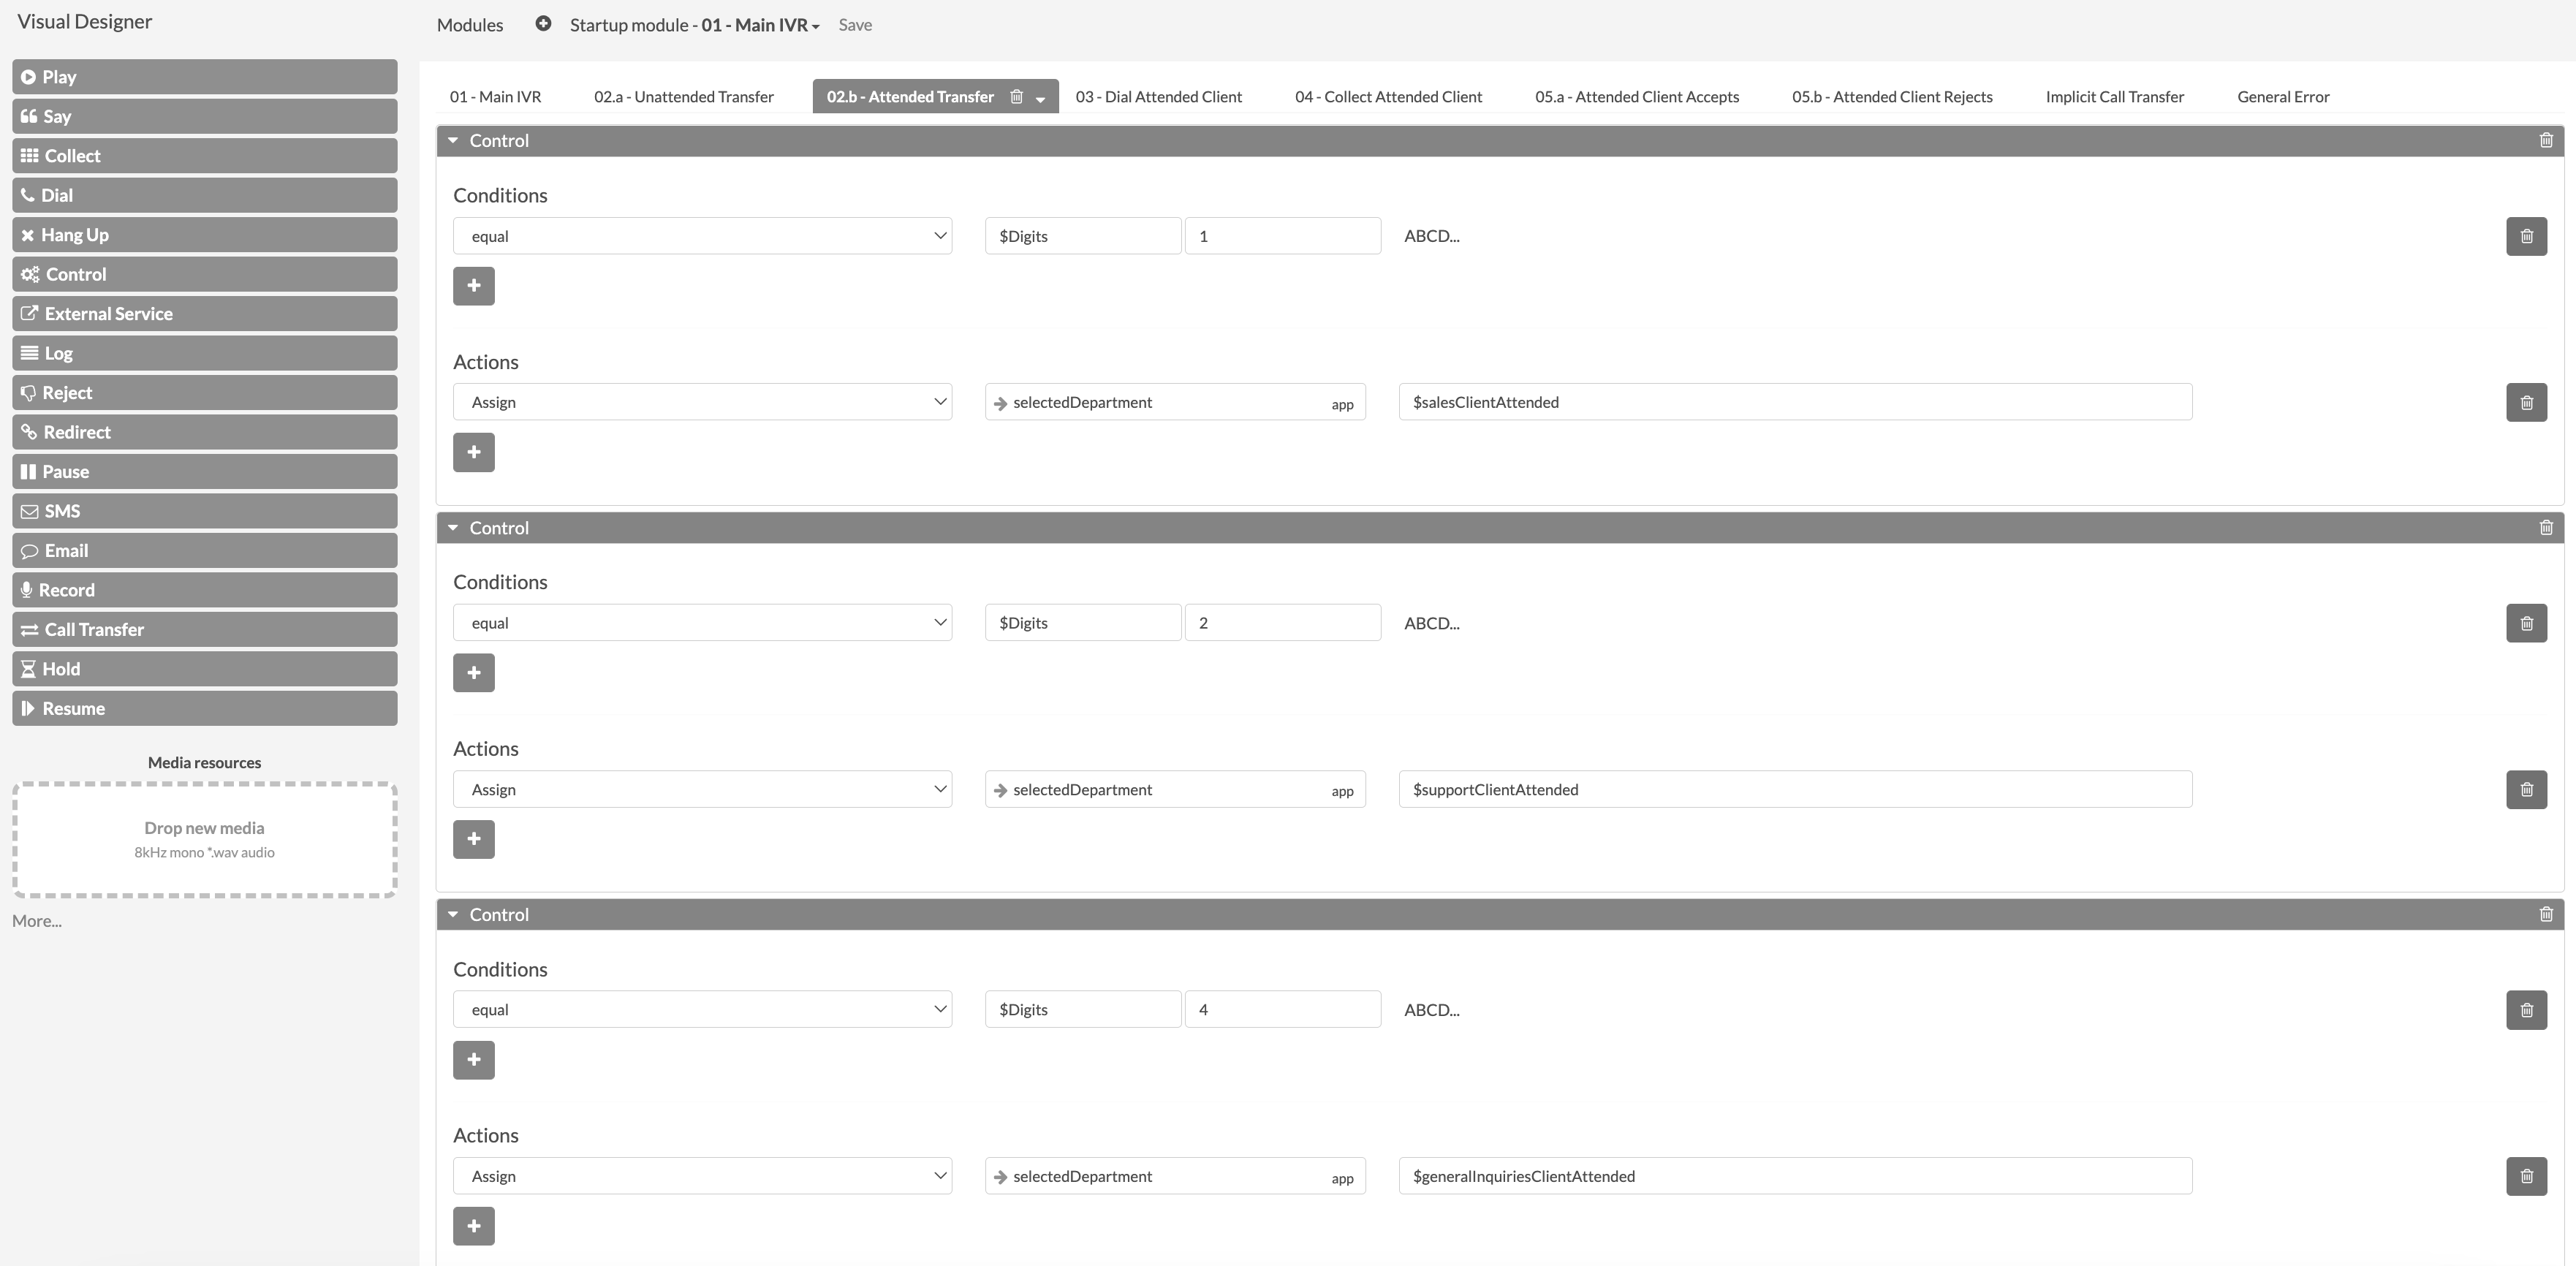 Visual Designer
Modules Startup module - 01 - Main IVR Save
Play
Say
Collect
Dial
Hang Up
Control
External Service
Log
Reject
Redirect
Pause
SMS
Email
Record
Call Transfer
Hold
Resume
Media resources
Drop new media
8kHz mono *.wav audio
More...
01 - Main IVR 02.a - Unattended Transfer 02.b - Attended Transfer 03 - Dial Attended Client 04 - Collect Attended Client 05.a - Attended Client Accepts 05.b - Attended Client Rejects Implicit Call Transfer General Error
Control
Conditions
equal $Digits 1 ABCD...
Actions
Assign selectedDepartment app $salesClientAttended
Control
Conditions
equal $Digits 2 ABCD...
Actions
Assign selectedDepartment app $supportClientAttended
Control
Conditions
equal $Digits 4 ABCD...
Actions
Assign selectedDepartment app $generalInquiriesClientAttended